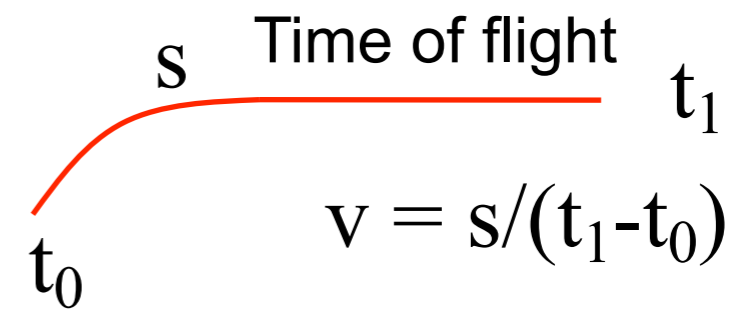 Time of flight
s
t₁
v = s/(t₁-t₀)
t₀